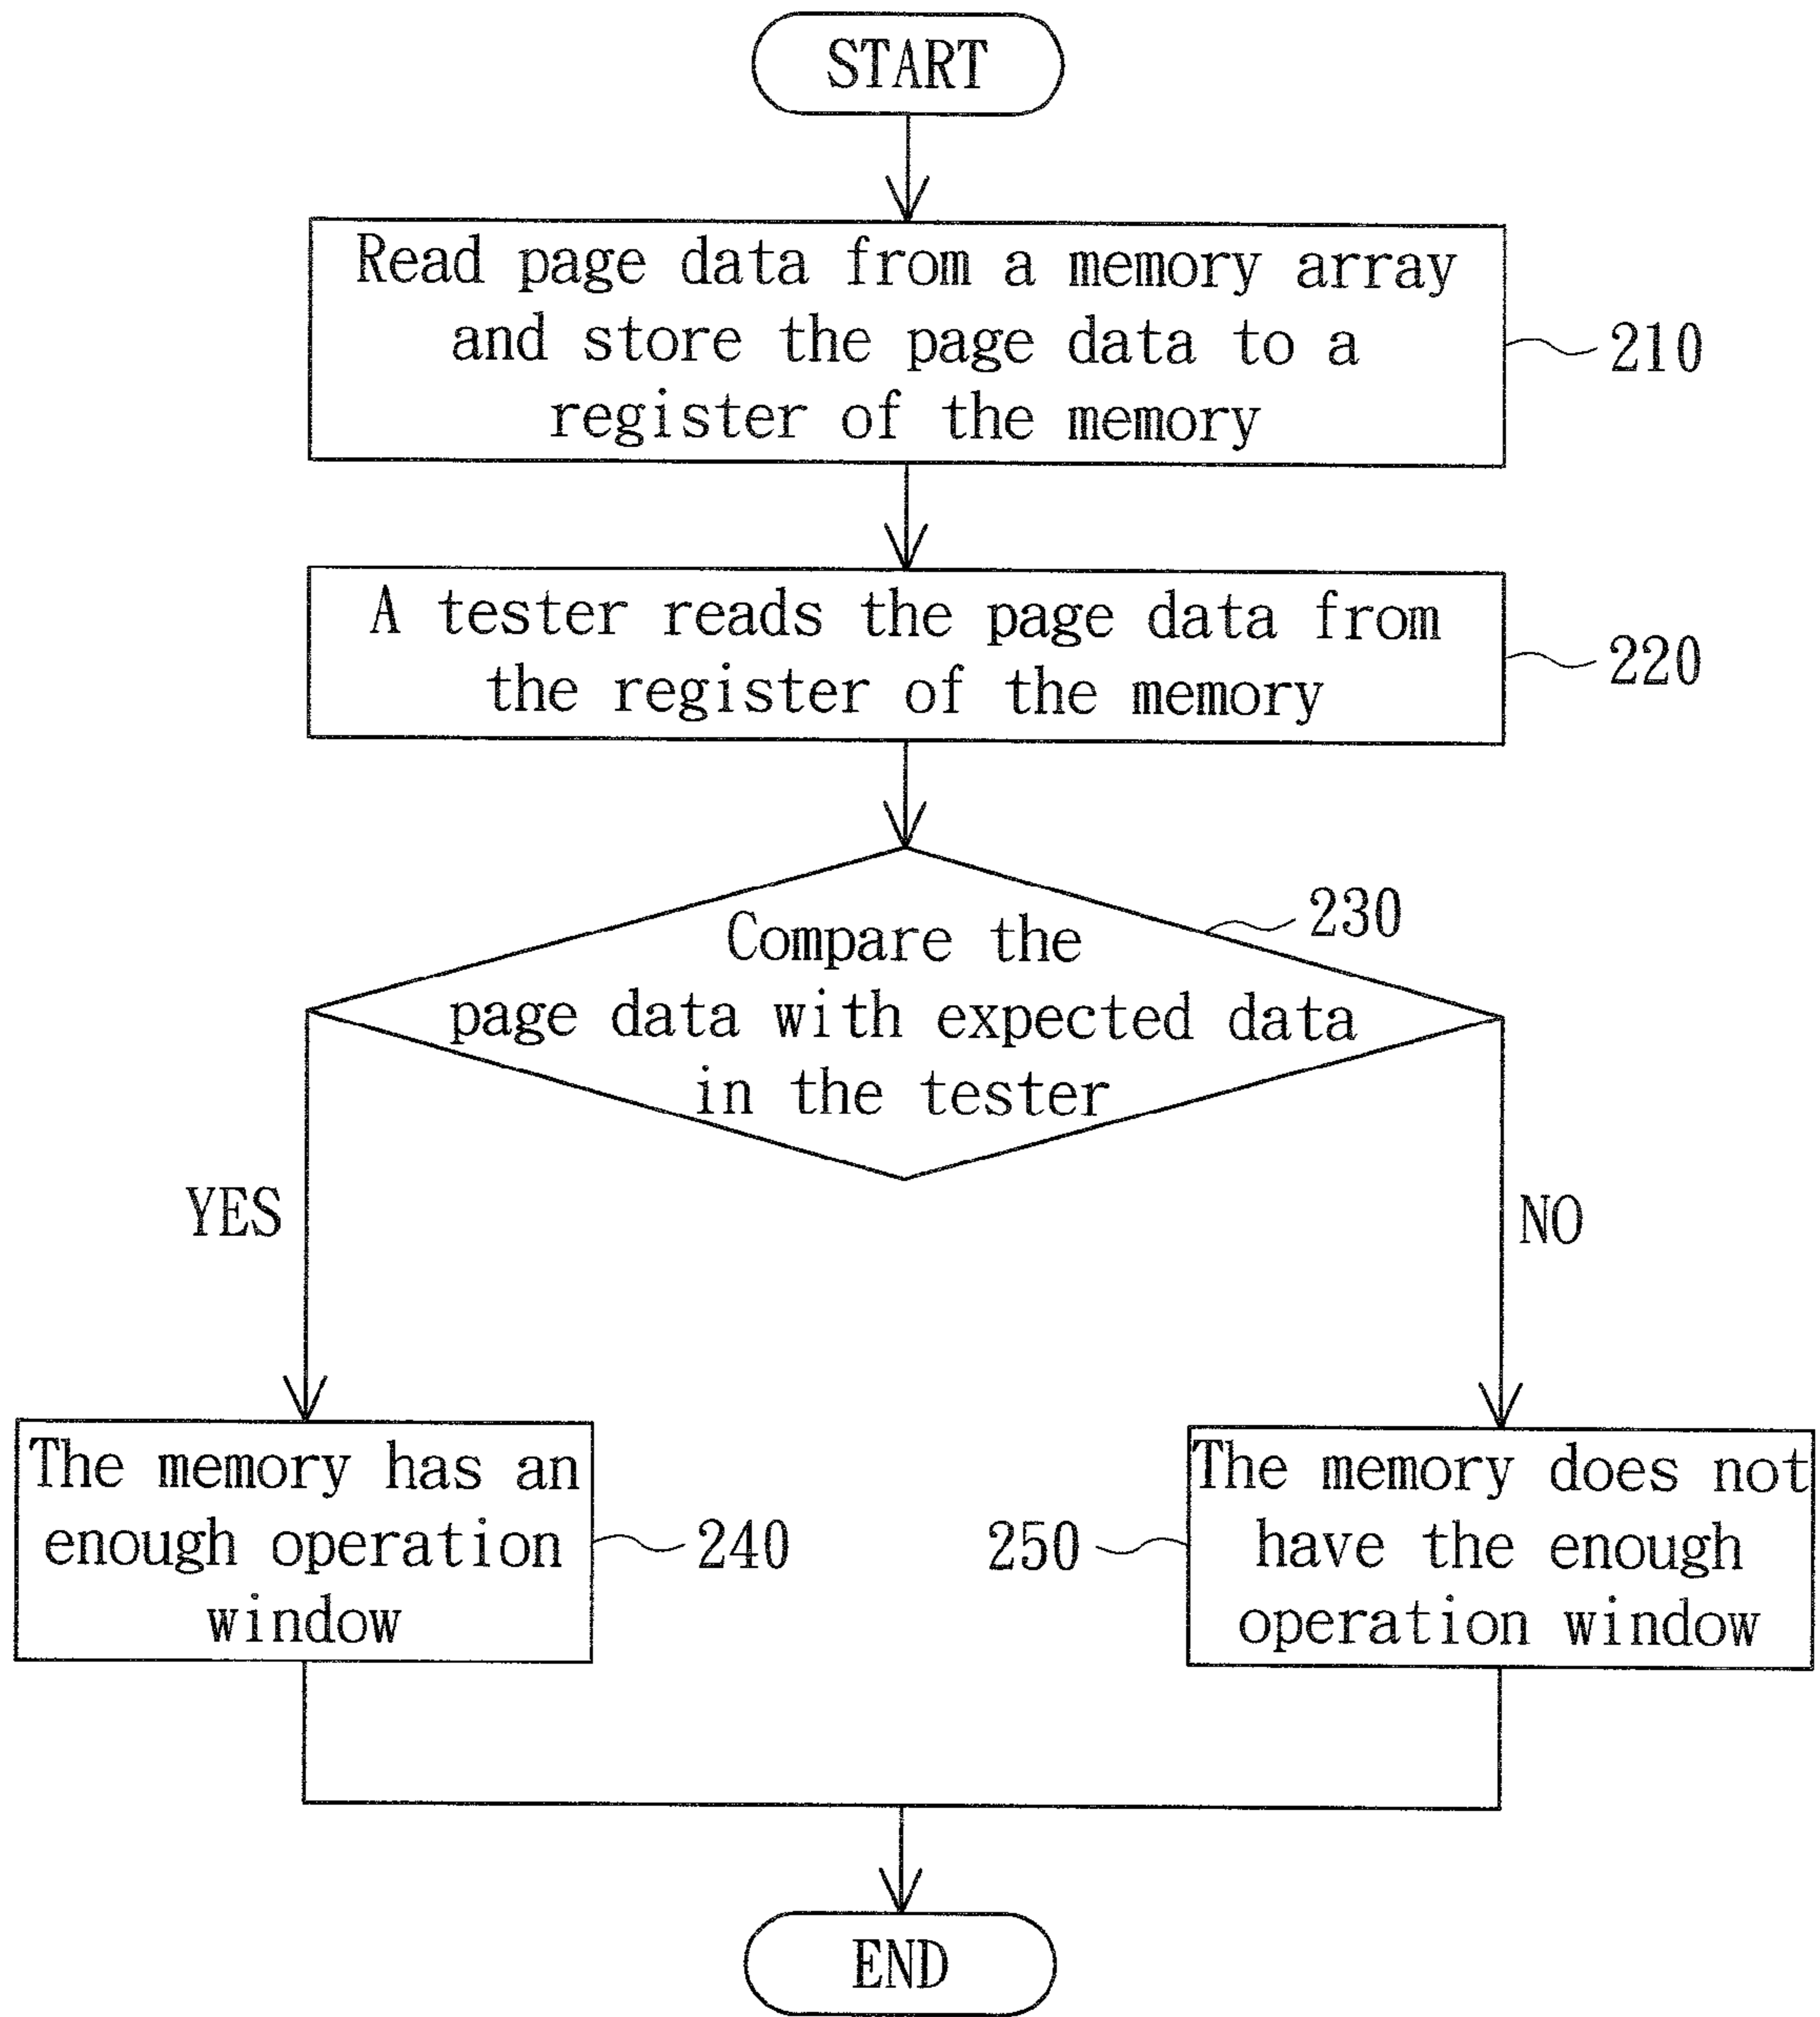 START
Read page data from a memory array
and store the page data to a
register of the memory
210
A tester reads the page data from
the register of the memory
220
230
Compare the
page data with expected data
in the tester
YES
NO
The memory has an
enough operation
window
240
250
The memory does not
have the enough
operation window
END